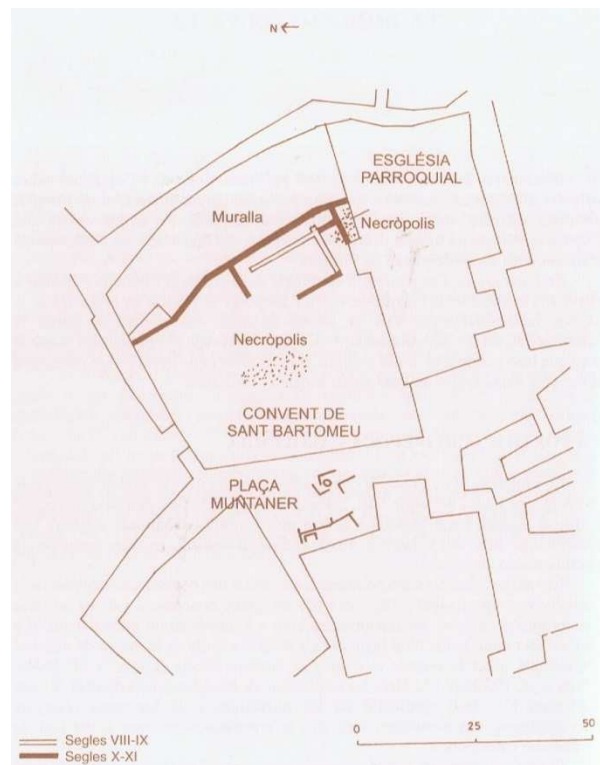 N
ESGLÉSIA
PARROQUIAL
Muralla
Necròpolis
Necròpolis
CONVENT DE
SANT BARTOMEU
PLAÇA
MUNTANER
Segles VIII-IX
Segles X-XI
0 25 50